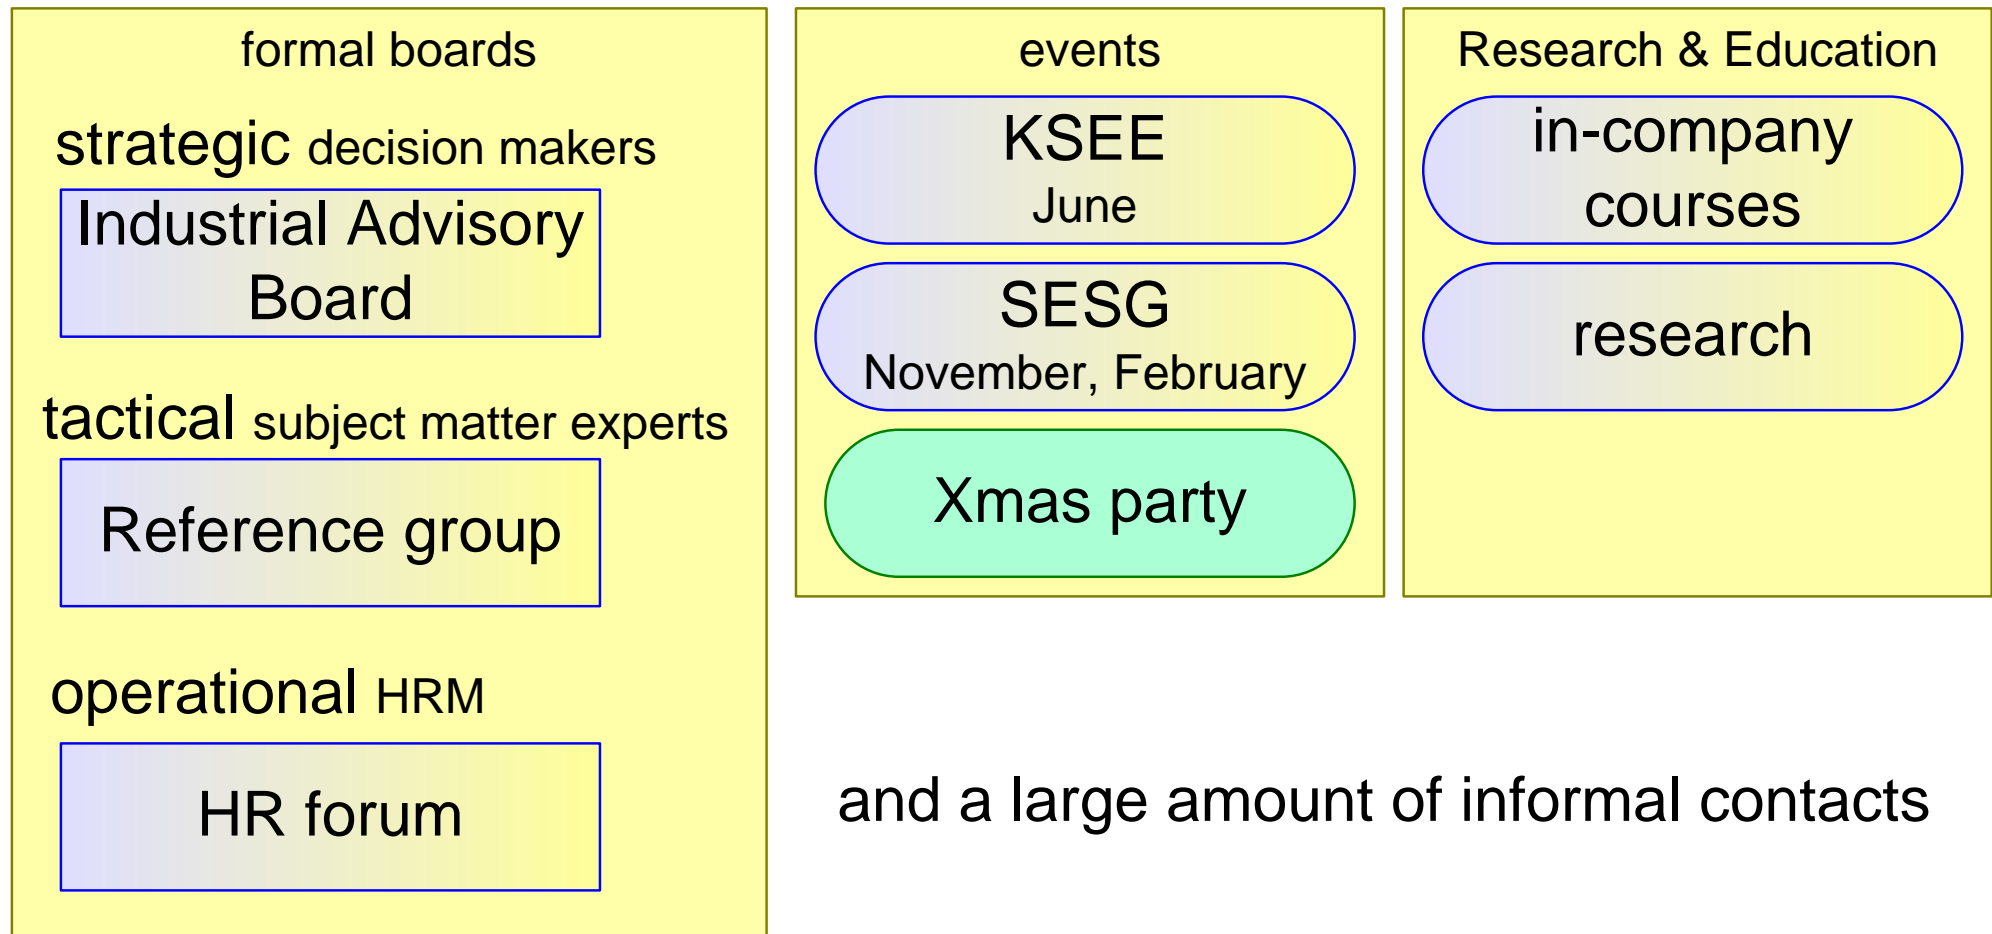 formal boards
strategic decision makers
Industrial Advisory
Board
tactical subject matter experts
Reference group
operational HRM
HR forum
events
KSEE
June
SESG
November, February
Xmas party
Research & Education
in-company
courses
research
and a large amount of informal contacts